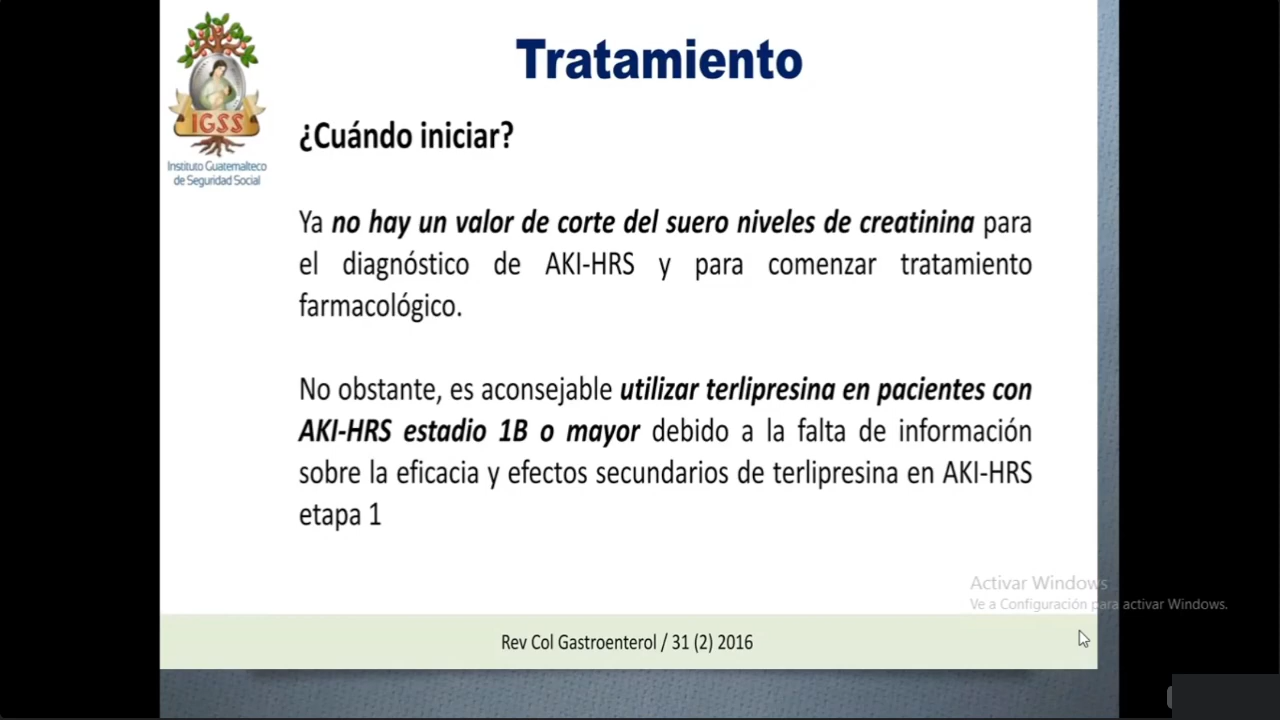 Tratamiento
IGSS
Instituto Guatemalteco
de Seguridad Social
¿Cuándo iniciar?
Ya no hay un valor de corte del suero niveles de creatinina para
el diagnóstico de AKI-HRS y para comenzar tratamiento
farmacológico.
No obstante, es aconsejable utilizar terlipresina en pacientes con
AKI-HRS estadio 1B o mayor debido a la falta de información
sobre la eficacia y efectos secundarios de terlipresina en AKI-HRS
etapa 1
Activar Windows
Ve a Configuración para activar Windows.
Rev Col Gastroenterol / 31 (2) 2016